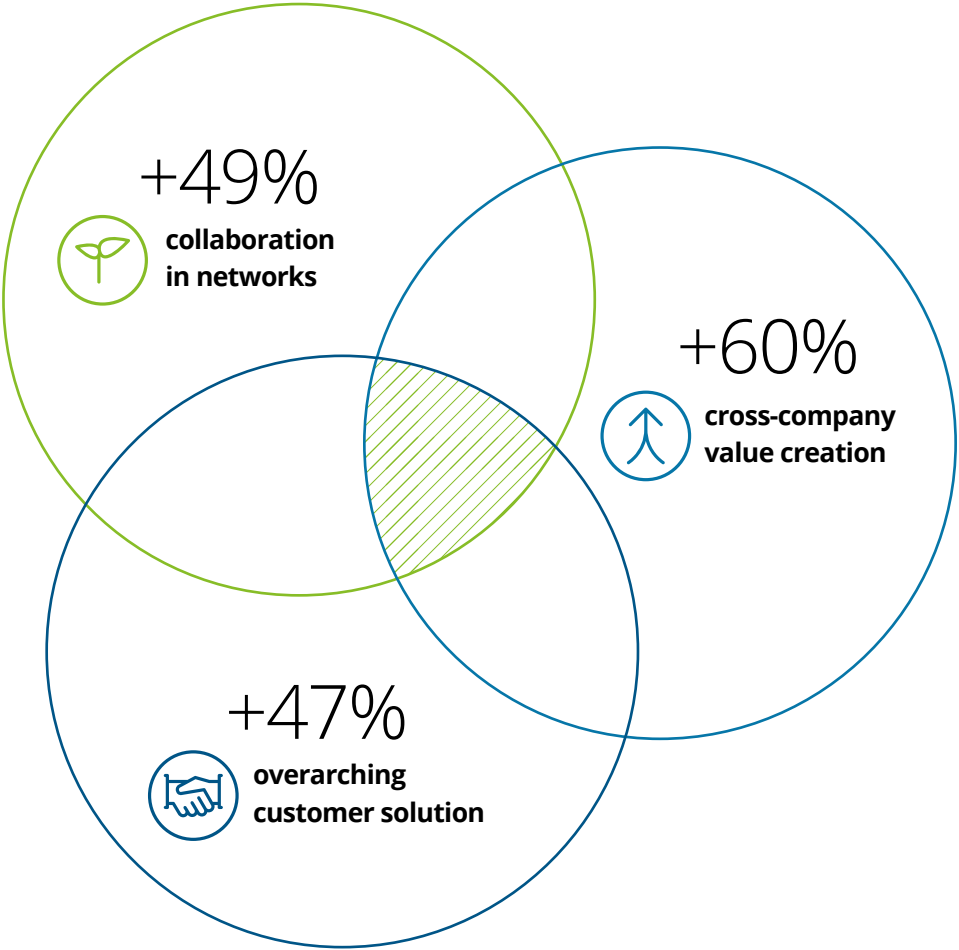 +49%
collaboration
in networks
+60%
cross-company
value creation
+47%
overarching
customer solution